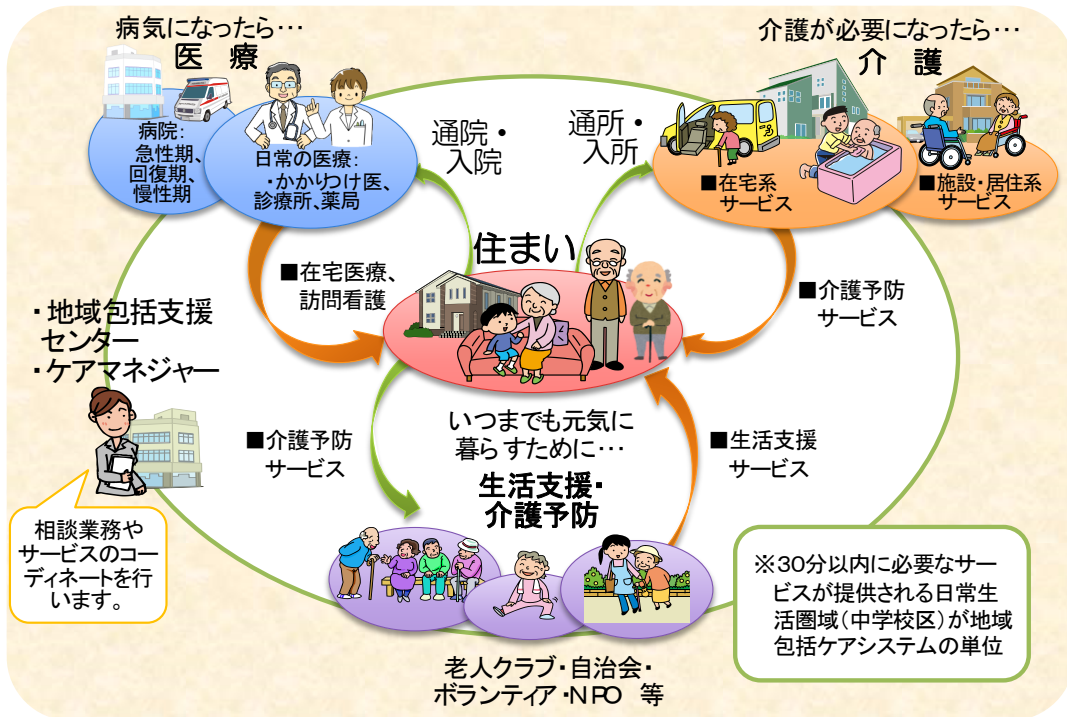 病気になったら…
医 療
病院:
急性期、
回復期、
慢性期
日常の医療:
・かかりつけ医、
診療所、薬局
通院・
入院
通所・
入所
介護が必要になったら…
介 護
■在宅系
サービス
■施設・居住系
サービス
住まい
■在宅医療、
訪問看護
■介護予防
サービス
・地域包括支援
センター
・ケアマネジャー
相談業務や
サービスのコー
ディネートを行
います。
■介護予防
サービス
いつまでも元気に
暮らすために…
生活支援・
介護予防
■生活支援
サービス
老人クラブ・自治会・
ボランティア・NPO 等
※30分以内に必要なサー
ビスが提供される日常生
活圏域(中学校区)が地域
包括ケアシステムの単位